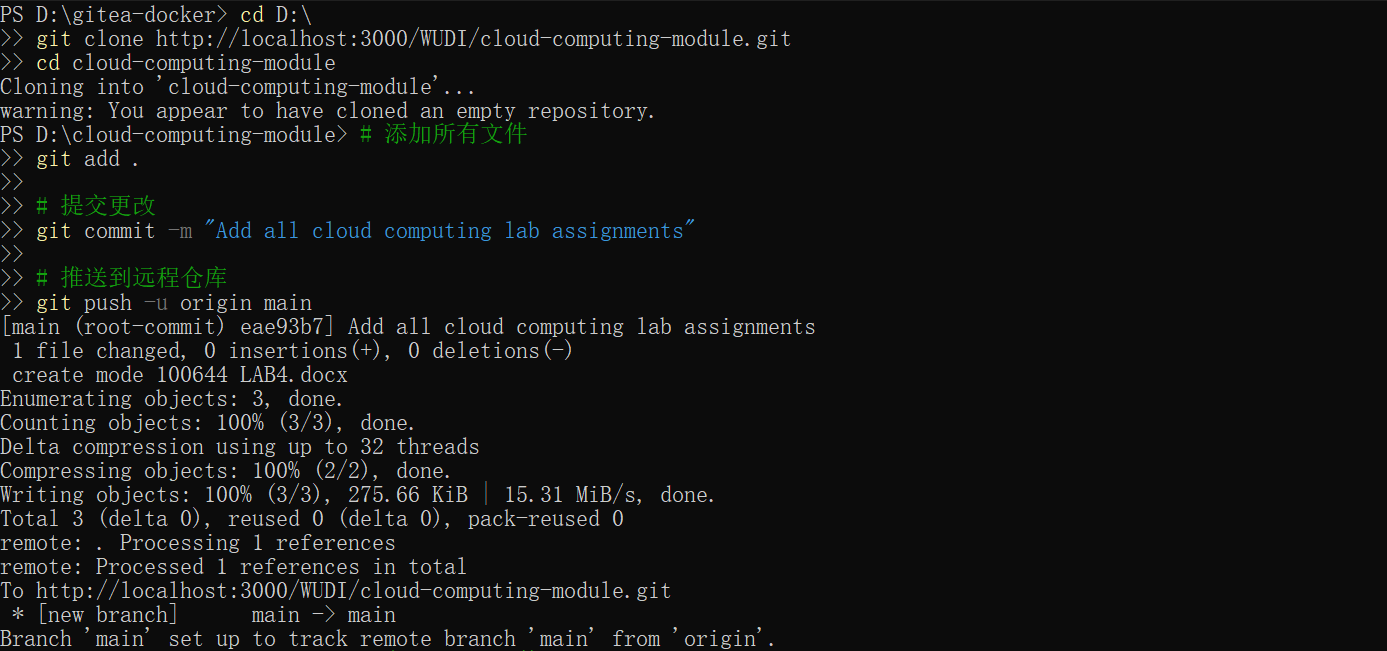 PS D:\gitea-docker> cd D:\
>> git clone http://localhost:3000/WUDI/cloud-computing-module.git
>> cd cloud-computing-module
Cloning into 'cloud-computing-module'...
warning: You appear to have cloned an empty repository.
PS D:\cloud-computing-module> # 添加所有文件
>> git add .
>>
>> # 提交更改
>> git commit -m "Add all cloud computing lab assignments"
>>
>> # 推送到远程仓库
>> git push -u origin main
[main (root-commit) eae93b7] Add all cloud computing lab assignments
 1 file changed, 0 insertions(+), 0 deletions(-)
 create mode 100644 LAB4.docx
Enumerating objects: 3, done.
Counting objects: 100% (3/3), done.
Delta compression using up to 32 threads
Compressing objects: 100% (2/2), done.
Writing objects: 100% (3/3), 275.66 KiB | 15.31 MiB/s, done.
Total 3 (delta 0), reused 0 (delta 0), pack-reused 0
remote: . Processing 1 references
remote: Processed 1 references in total
To http://localhost:3000/WUDI/cloud-computing-module.git
 * [new branch]      main -> main
Branch 'main' set up to track remote branch 'main' from 'origin'.